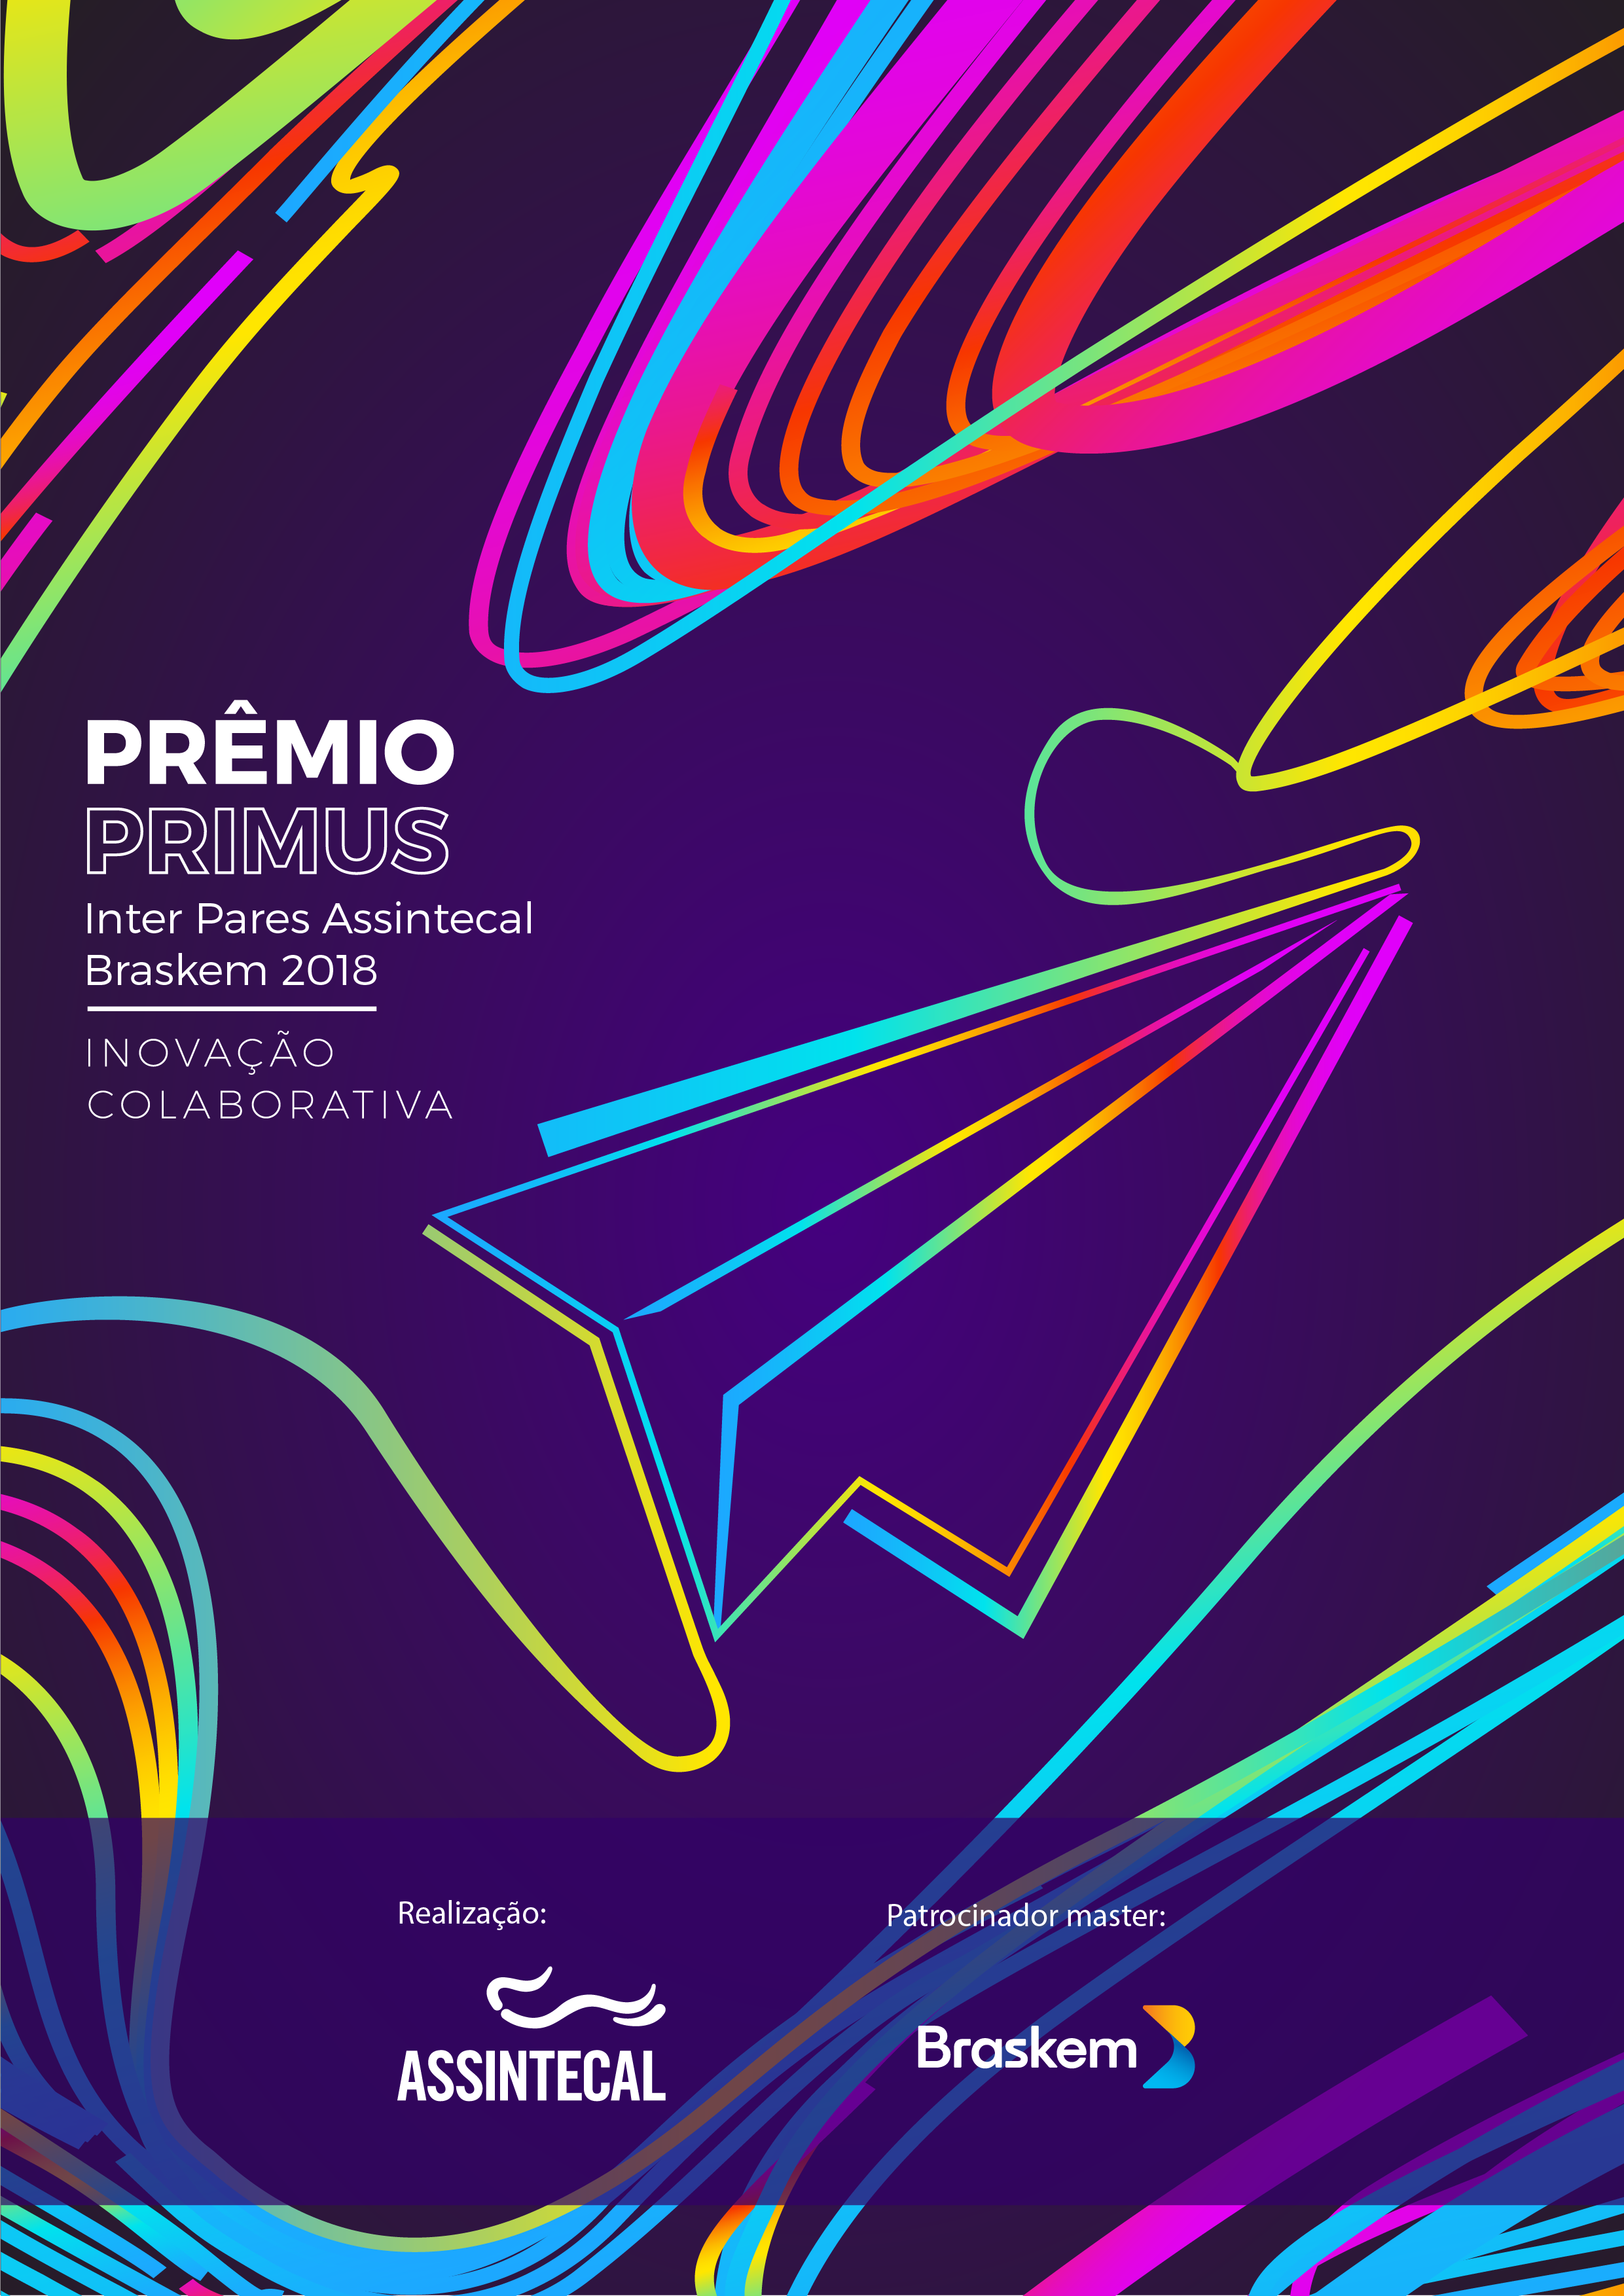 PRÊMIO
PRIMUS
Inter Pares Assintecal
Braskem 2018
INOVAÇÃO
COLABORATIVA
Realização:
ASSINTECAL
Patrocinador master:
Braskem